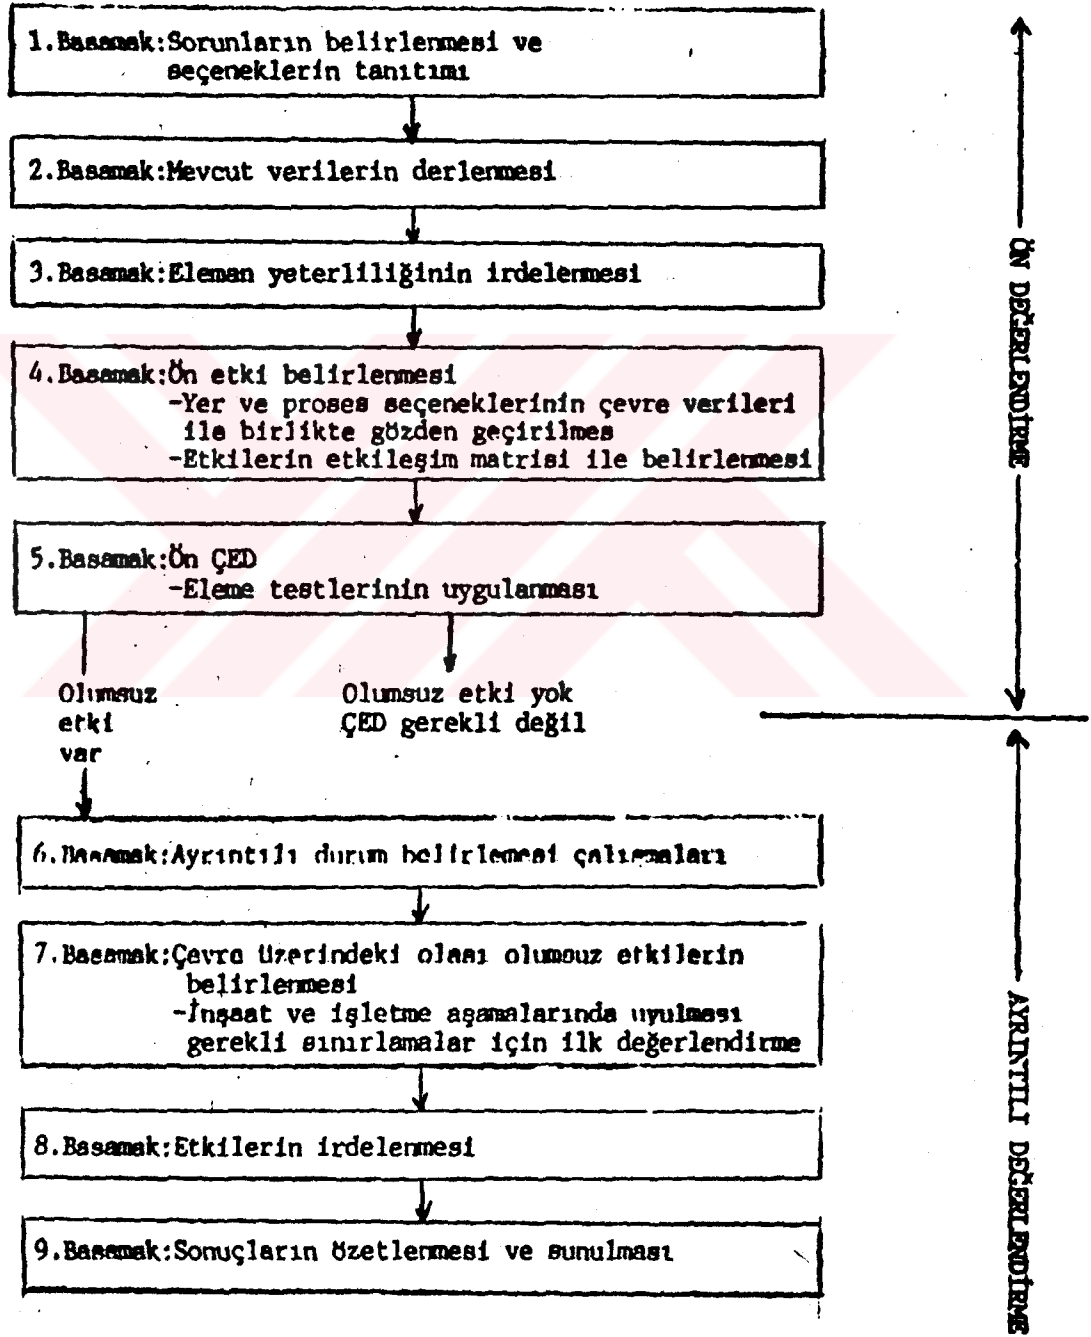 1.Basamak:Sorunların belirlenmesi ve
seçeneklerin tanıtımı
2.Basamak:Mevcut verilerin derlenmesi
3.Basamak:Eleman yeterliliğinin irdelenmesi
4.Basamak:Ön etki belirlenmesi
-Yer ve proses seçeneklerinin çevre verileri
ile birlikte gözden geçirilmes
-Etkilerin etkileşim matrisi ile belirlenmesi
5.Basamak:Ön ÇED
-Eleme testlerinin uygulanması
Olumsuz
etki
var
Olumsuz etki yok
ÇED gerekli değil
6.Basamak:Ayrıntılı durum belirlemesi çalışmaları
7.Basamak:Çevre üzerindeki olası olumsuz etkilerin
belirlenmesi
-İnşaat ve işletme aşamalarında uyulması
gerekli sınırlamalar için ilk değerlendirme
8.Basamak:Etkilerin irdelenmesi
9.Basamak:Sonuçların özetlenmesi ve sunulması
ÖN DEĞERLENDİRME
AYRINTILI DEĞERLENDİRME